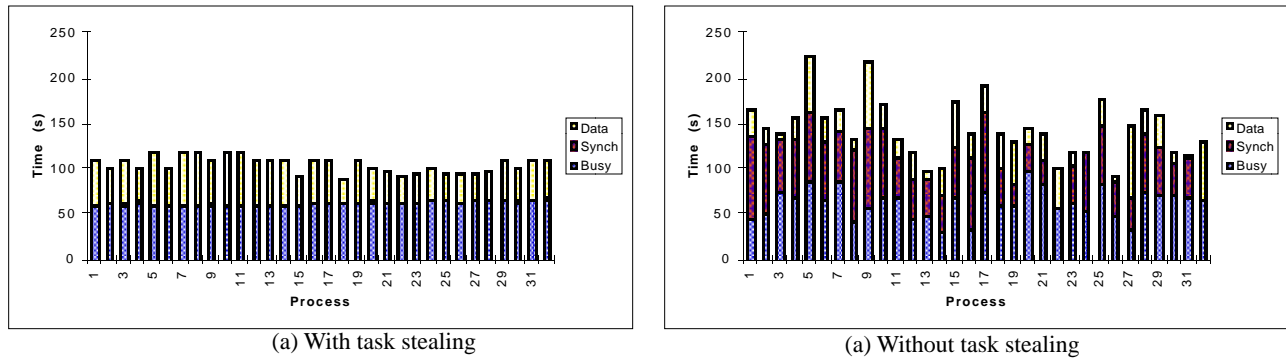 250
200
150
100
50
0
Time (s)
1 3 5 7 9 11 13 15 17 19 21 23 25 27 29 31
Process
Data
Synch
Busy
(a) With task stealing
250
200
150
100
50
0
Time (s)
1 3 5 7 9 11 13 15 17 19 21 23 25 27 29 31
Process
Data
Synch
Busy
(a) Without task stealing